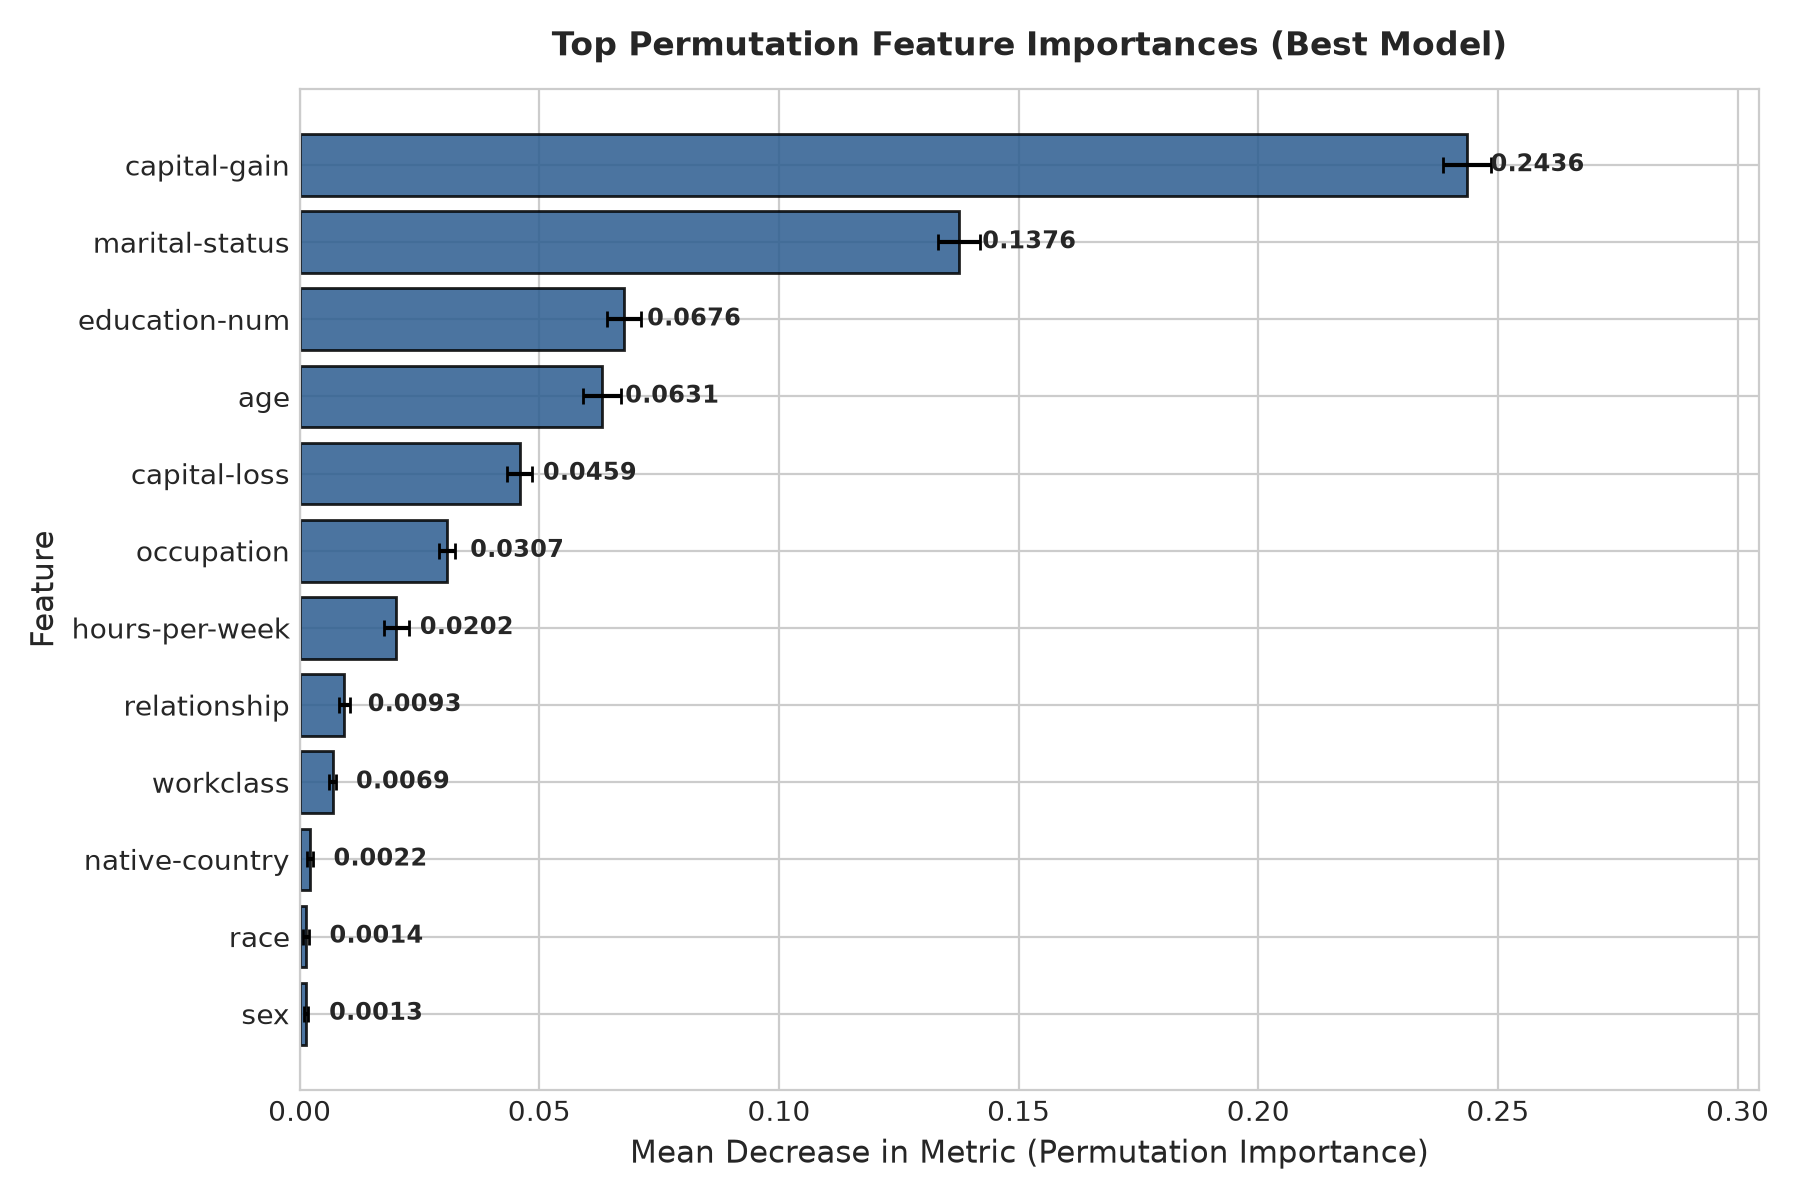 Top Permutation Feature Importances (Best Model)
capital-gain 0.2436
marital-status 0.1376
education-num 0.0676
age 0.0631
capital-loss 0.0459
occupation 0.0307
hours-per-week 0.0202
relationship 0.0093
workclass 0.0069
native-country 0.0022
race 0.0014
sex 0.0013
Feature
0.00 0.05 0.10 0.15 0.20 0.25 0.30
Mean Decrease in Metric (Permutation Importance)